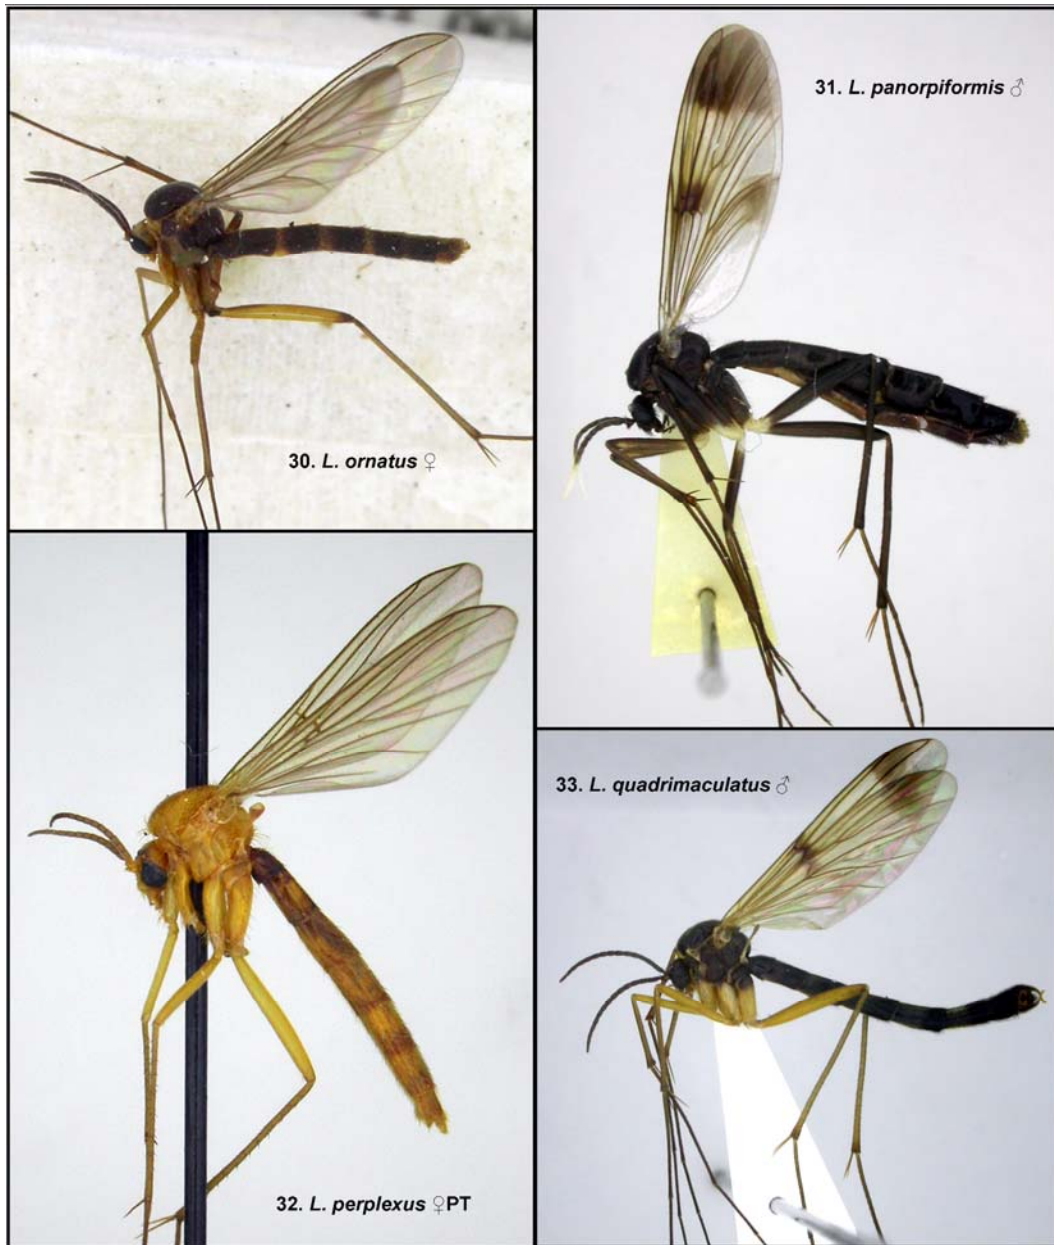 30. L. ornatus ♀
31. L. panorpiformis ♂
32. L. perplexus ♀PT
33. L. quadrimaculatus ♂